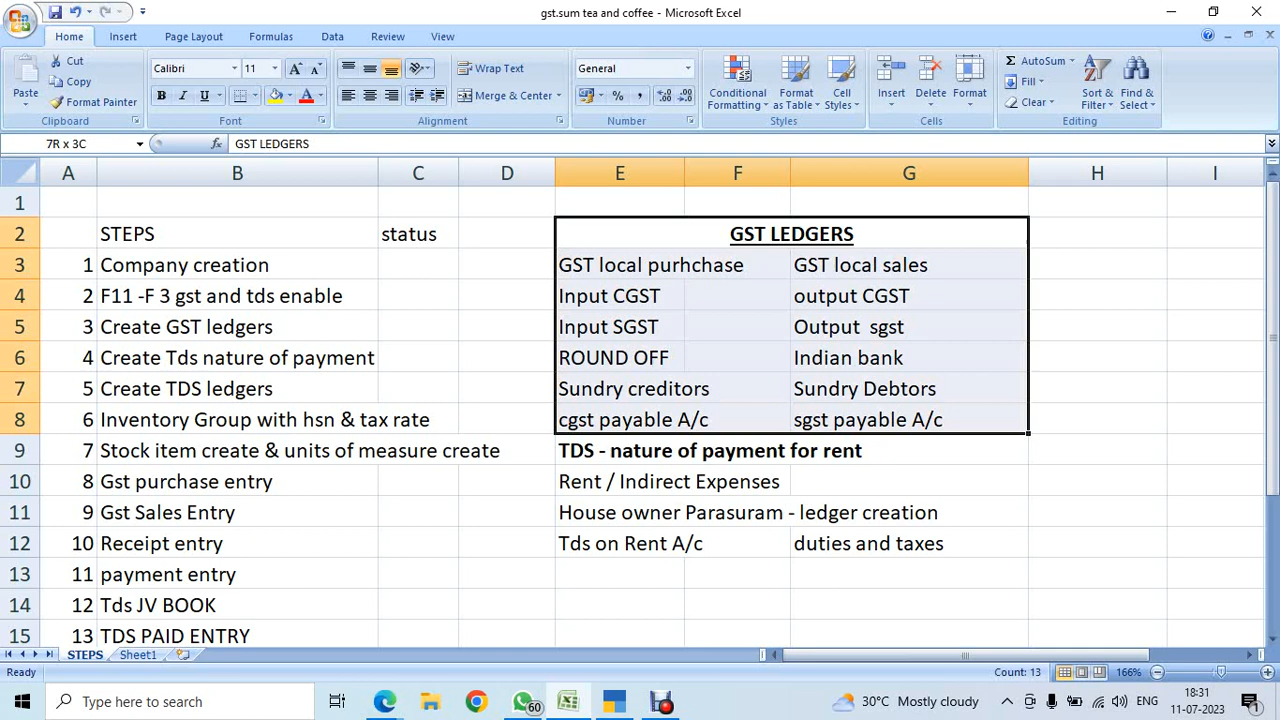 gst.sum tea and coffee - Microsoft Excel
Home Insert Page Layout Formulas Data Review View
Paste Cut Copy Format Painter Clipboard
Calibri 11 B I U A A A Font
Wrap Text Merge & Center Alignment
General % , Number
Conditional Formatting Format as Table Cell Styles Styles
Insert Delete Format Cells
Σ AutoSum Fill Clear Sort & Filter Find & Select Editing
7R x 3C fx GST LEDGERS
A B C D E F G H I
1
2 STEPS status GST LEDGERS
3 1 Company creation GST local purhchase GST local sales
4 2 F11 -F 3 gst and tds enable Input CGST output CGST
5 3 Create GST ledgers Input SGST Output  sgst
6 4 Create Tds nature of payment ROUND OFF Indian bank
7 5 Create TDS ledgers Sundry creditors Sundry Debtors
8 6 Inventory Group with hsn & tax rate cgst payable A/c sgst payable A/c
9 7 Stock item create & units of measure create TDS - nature of payment for rent
10 8 Gst purchase entry Rent / Indirect Expenses
11 9 Gst Sales Entry House owner Parasuram - ledger creation
12 10 Receipt entry Tds on Rent A/c duties and taxes
13 11 payment entry
14 12 Tds JV BOOK
15 13 TDS PAID ENTRY
STEPS Sheet1
Ready Count: 13 166%
Type here to search 60 30°C Mostly cloudy ENG 18:31 11-07-2023 1